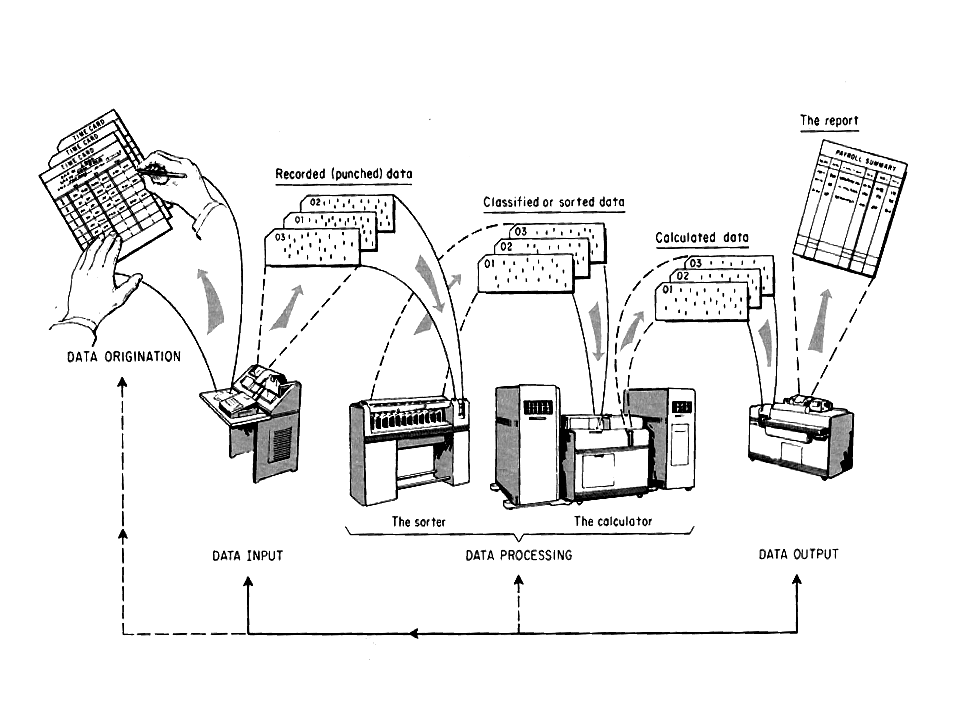 The report
TIME CARD
TIME CARD
TIME CARD
PAYROLL SUMMARY
Recorded (punched) data
02
01
03
Classified or sorted data
03
02
01
Calculated data
03
02
01
DATA ORIGINATION
The sorter
The calculator
DATA INPUT
DATA PROCESSING
DATA OUTPUT